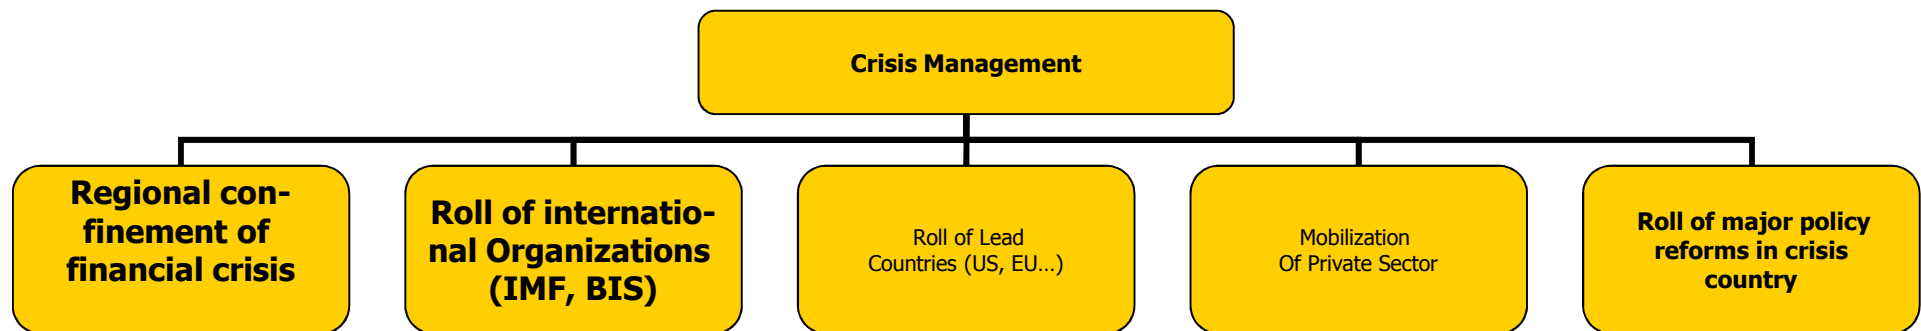 Crisis Management
Regional con-
finement of
financial crisis
Roll of internatio-
nal Organizations
(IMF, BIS)
Roll of Lead
Countries (US, EU…)
Mobilization
Of Private Sector
Roll of major policy
reforms in crisis
country